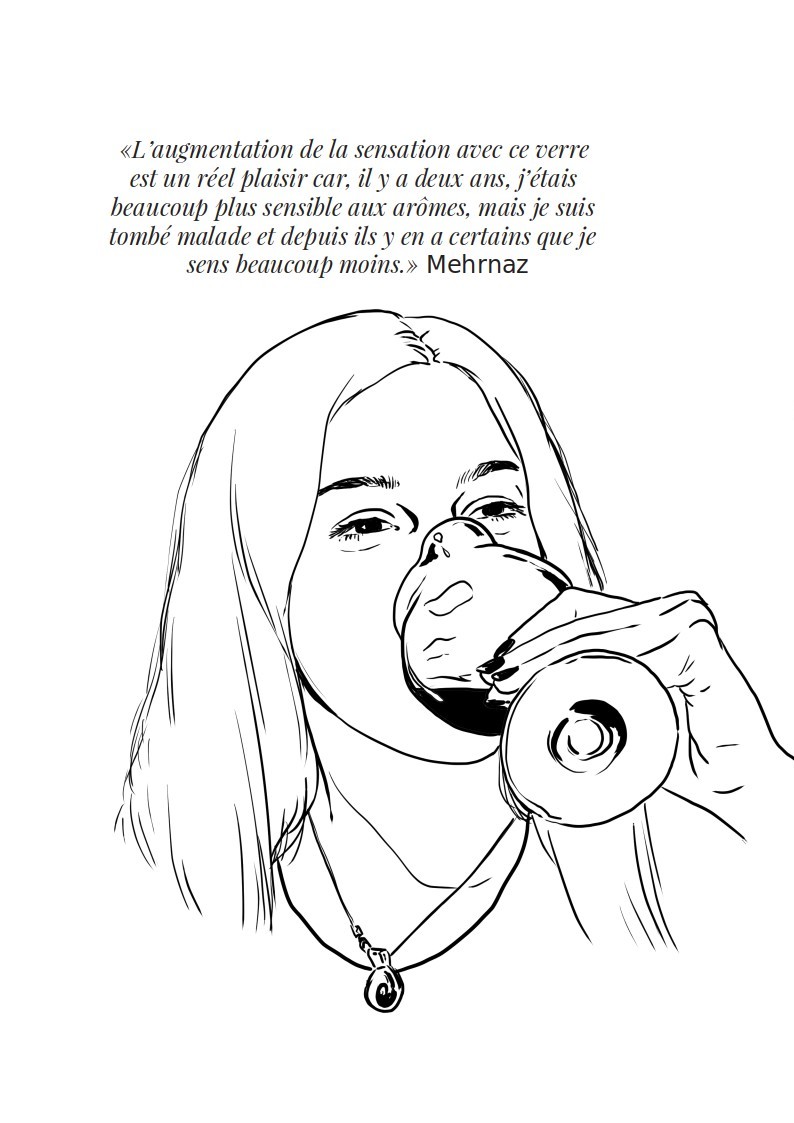 «L’augmentation de la sensation avec ce verre
est un réel plaisir car, il y a deux ans, j’étais
beaucoup plus sensible aux arômes, mais je suis
tombé malade et depuis ils y en a certains que je
sens beaucoup moins.» Mehrnaz